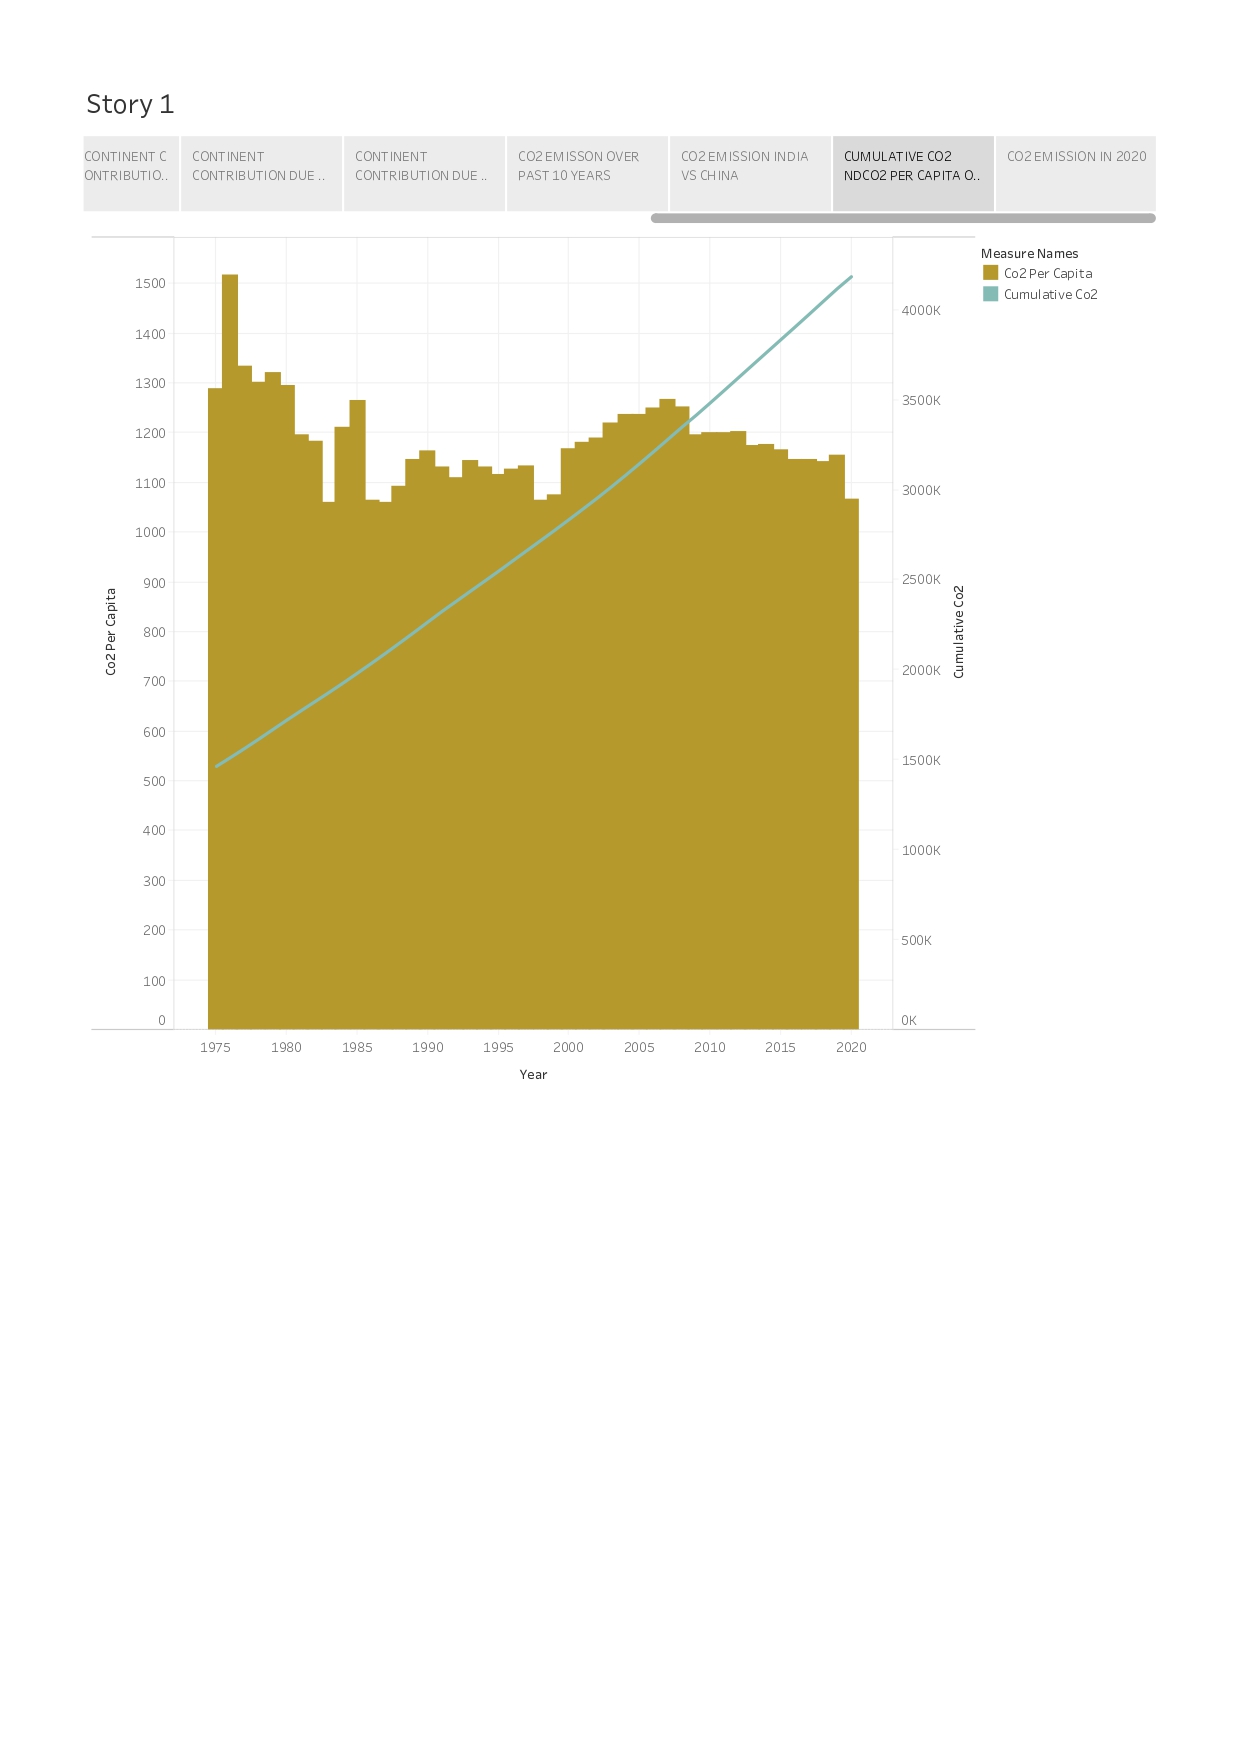 Story 1
CONTINENT C
ONTRIBUTIO..
CONTINENT
CONTRIBUTION DUE ..
CONTINENT
CONTRIBUTION DUE ..
CO2 EMISSON OVER
PAST 10 YEARS
CO2 EMISSION INDIA
VS CHINA
CUMULATIVE CO2
NDCO2 PER CAPITA O..
CO2 EMISSION IN 2020
Measure Names
Co2 Per Capita
Cumulative Co2
1500
1400
1300
1200
1100
1000
900
800
700
600
500
400
300
200
100
0
Co2 Per Capita
4000K
3500K
3000K
2500K
2000K
1500K
1000K
500K
0K
Cumulative Co2
1975 1980 1985 1990 1995 2000 2005 2010 2015 2020
Year